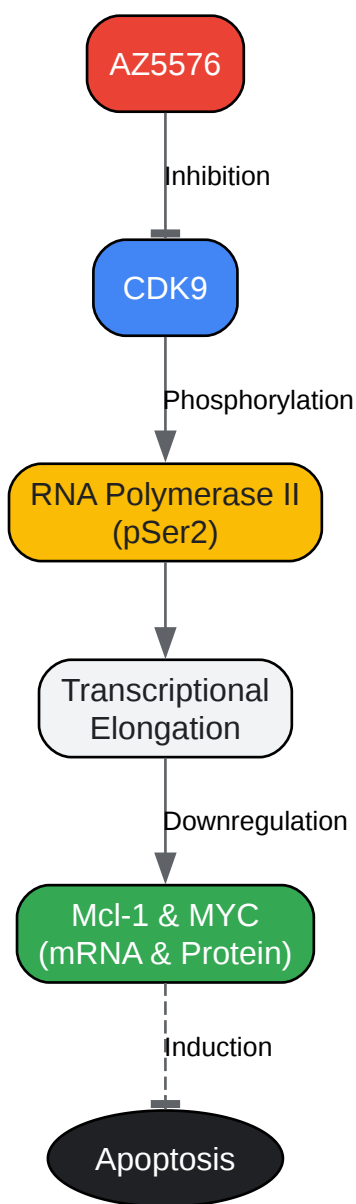 AZ5576
Inhibition
CDK9
Phosphorylation
RNA Polymerase II
(pSer2)
Transcriptional
Elongation
Downregulation
Mcl-1 & MYC
(mRNA & Protein)
Induction
Apoptosis